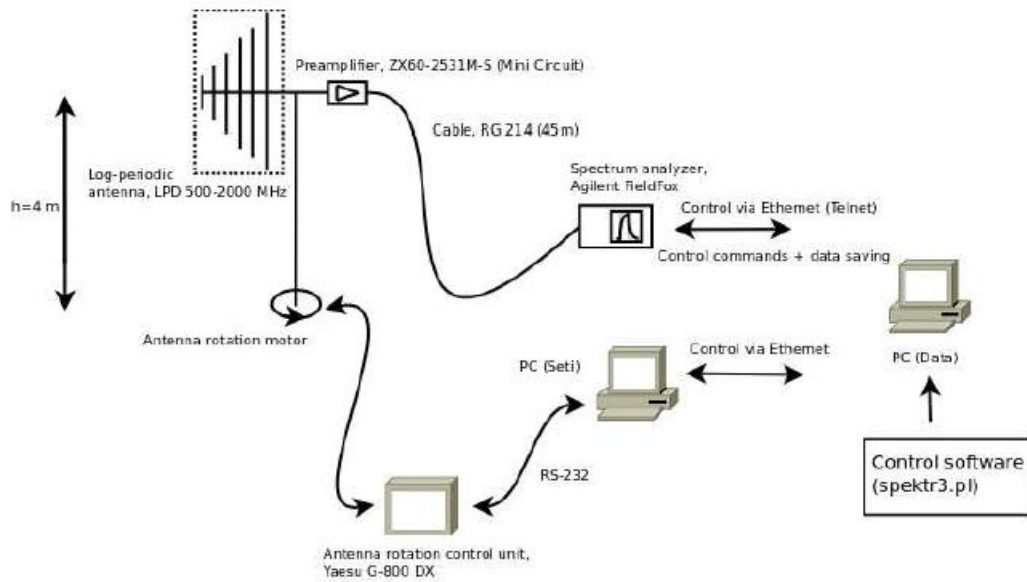 Preamplifier, ZX60-2531M-S (Mini Circuit)
Cable, RG 214 (45m)
Log-periodic
antenna, LPD 500-2000 MHz
h=4 m
Spectrum analyzer,
Agilent FieldFox
Control via Ethernet (Telnet)
Control commands + data saving
Antenna rotation motor
PC (Seti)
Control via Ethernet
PC (Data)
RS-232
Control software
(spektr3.pl)
Antenna rotation control unit,
Yaesu G-800 DX